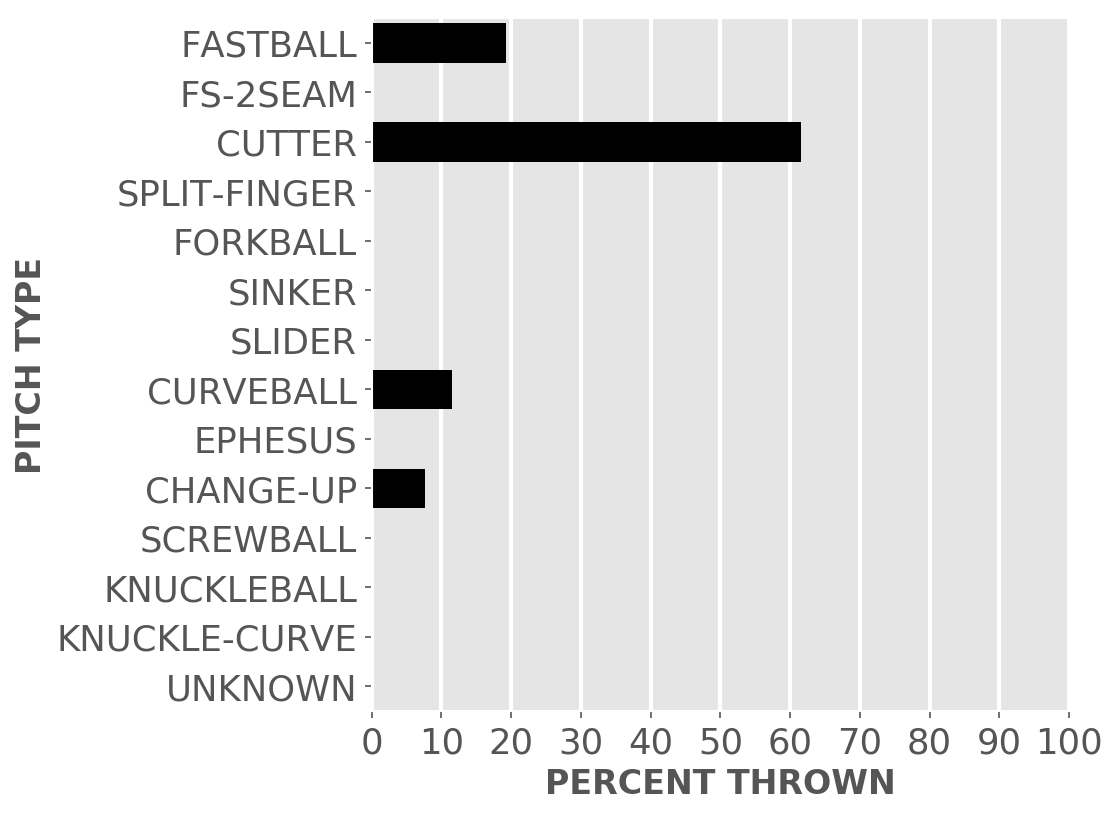 FASTBALL
FS-2SEAM
CUTTER
SPLIT-FINGER
FORKBALL
SINKER
SLIDER
CURVEBALL
EPHESUS
CHANGE-UP
SCREWBALL
KNUCKLEBALL
KNUCKLE-CURVE
UNKNOWN
PITCH TYPE
0 10 20 30 40 50 60 70 80 90 100
PERCENT THROWN